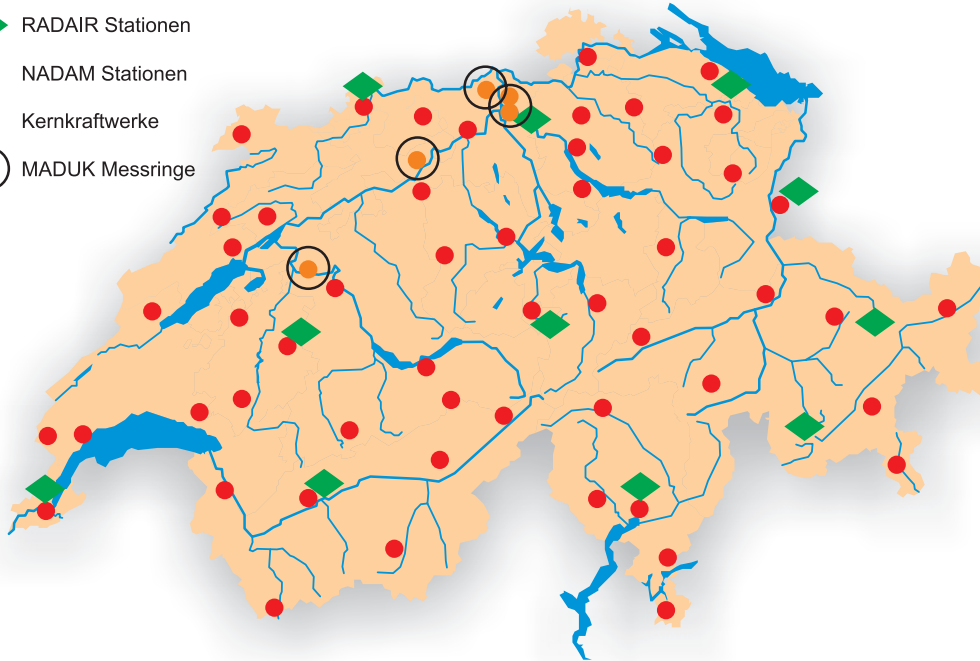 RADAIR Stationen
NADAM Stationen
Kernkraftwerke
MADUK Messringe